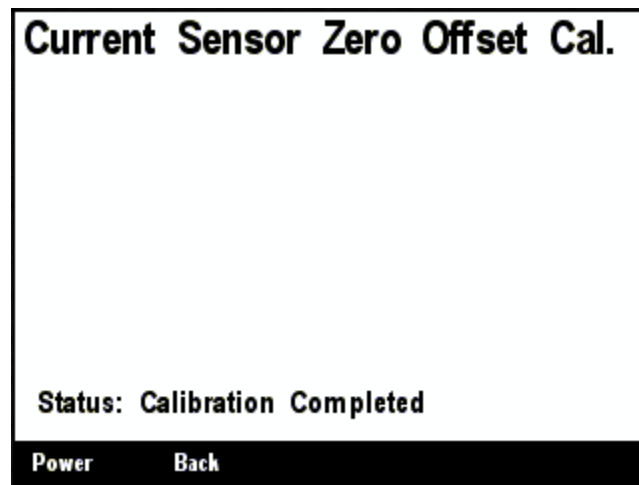 Current Sensor Zero Offset Cal.
Status: Calibration Completed
Power Back